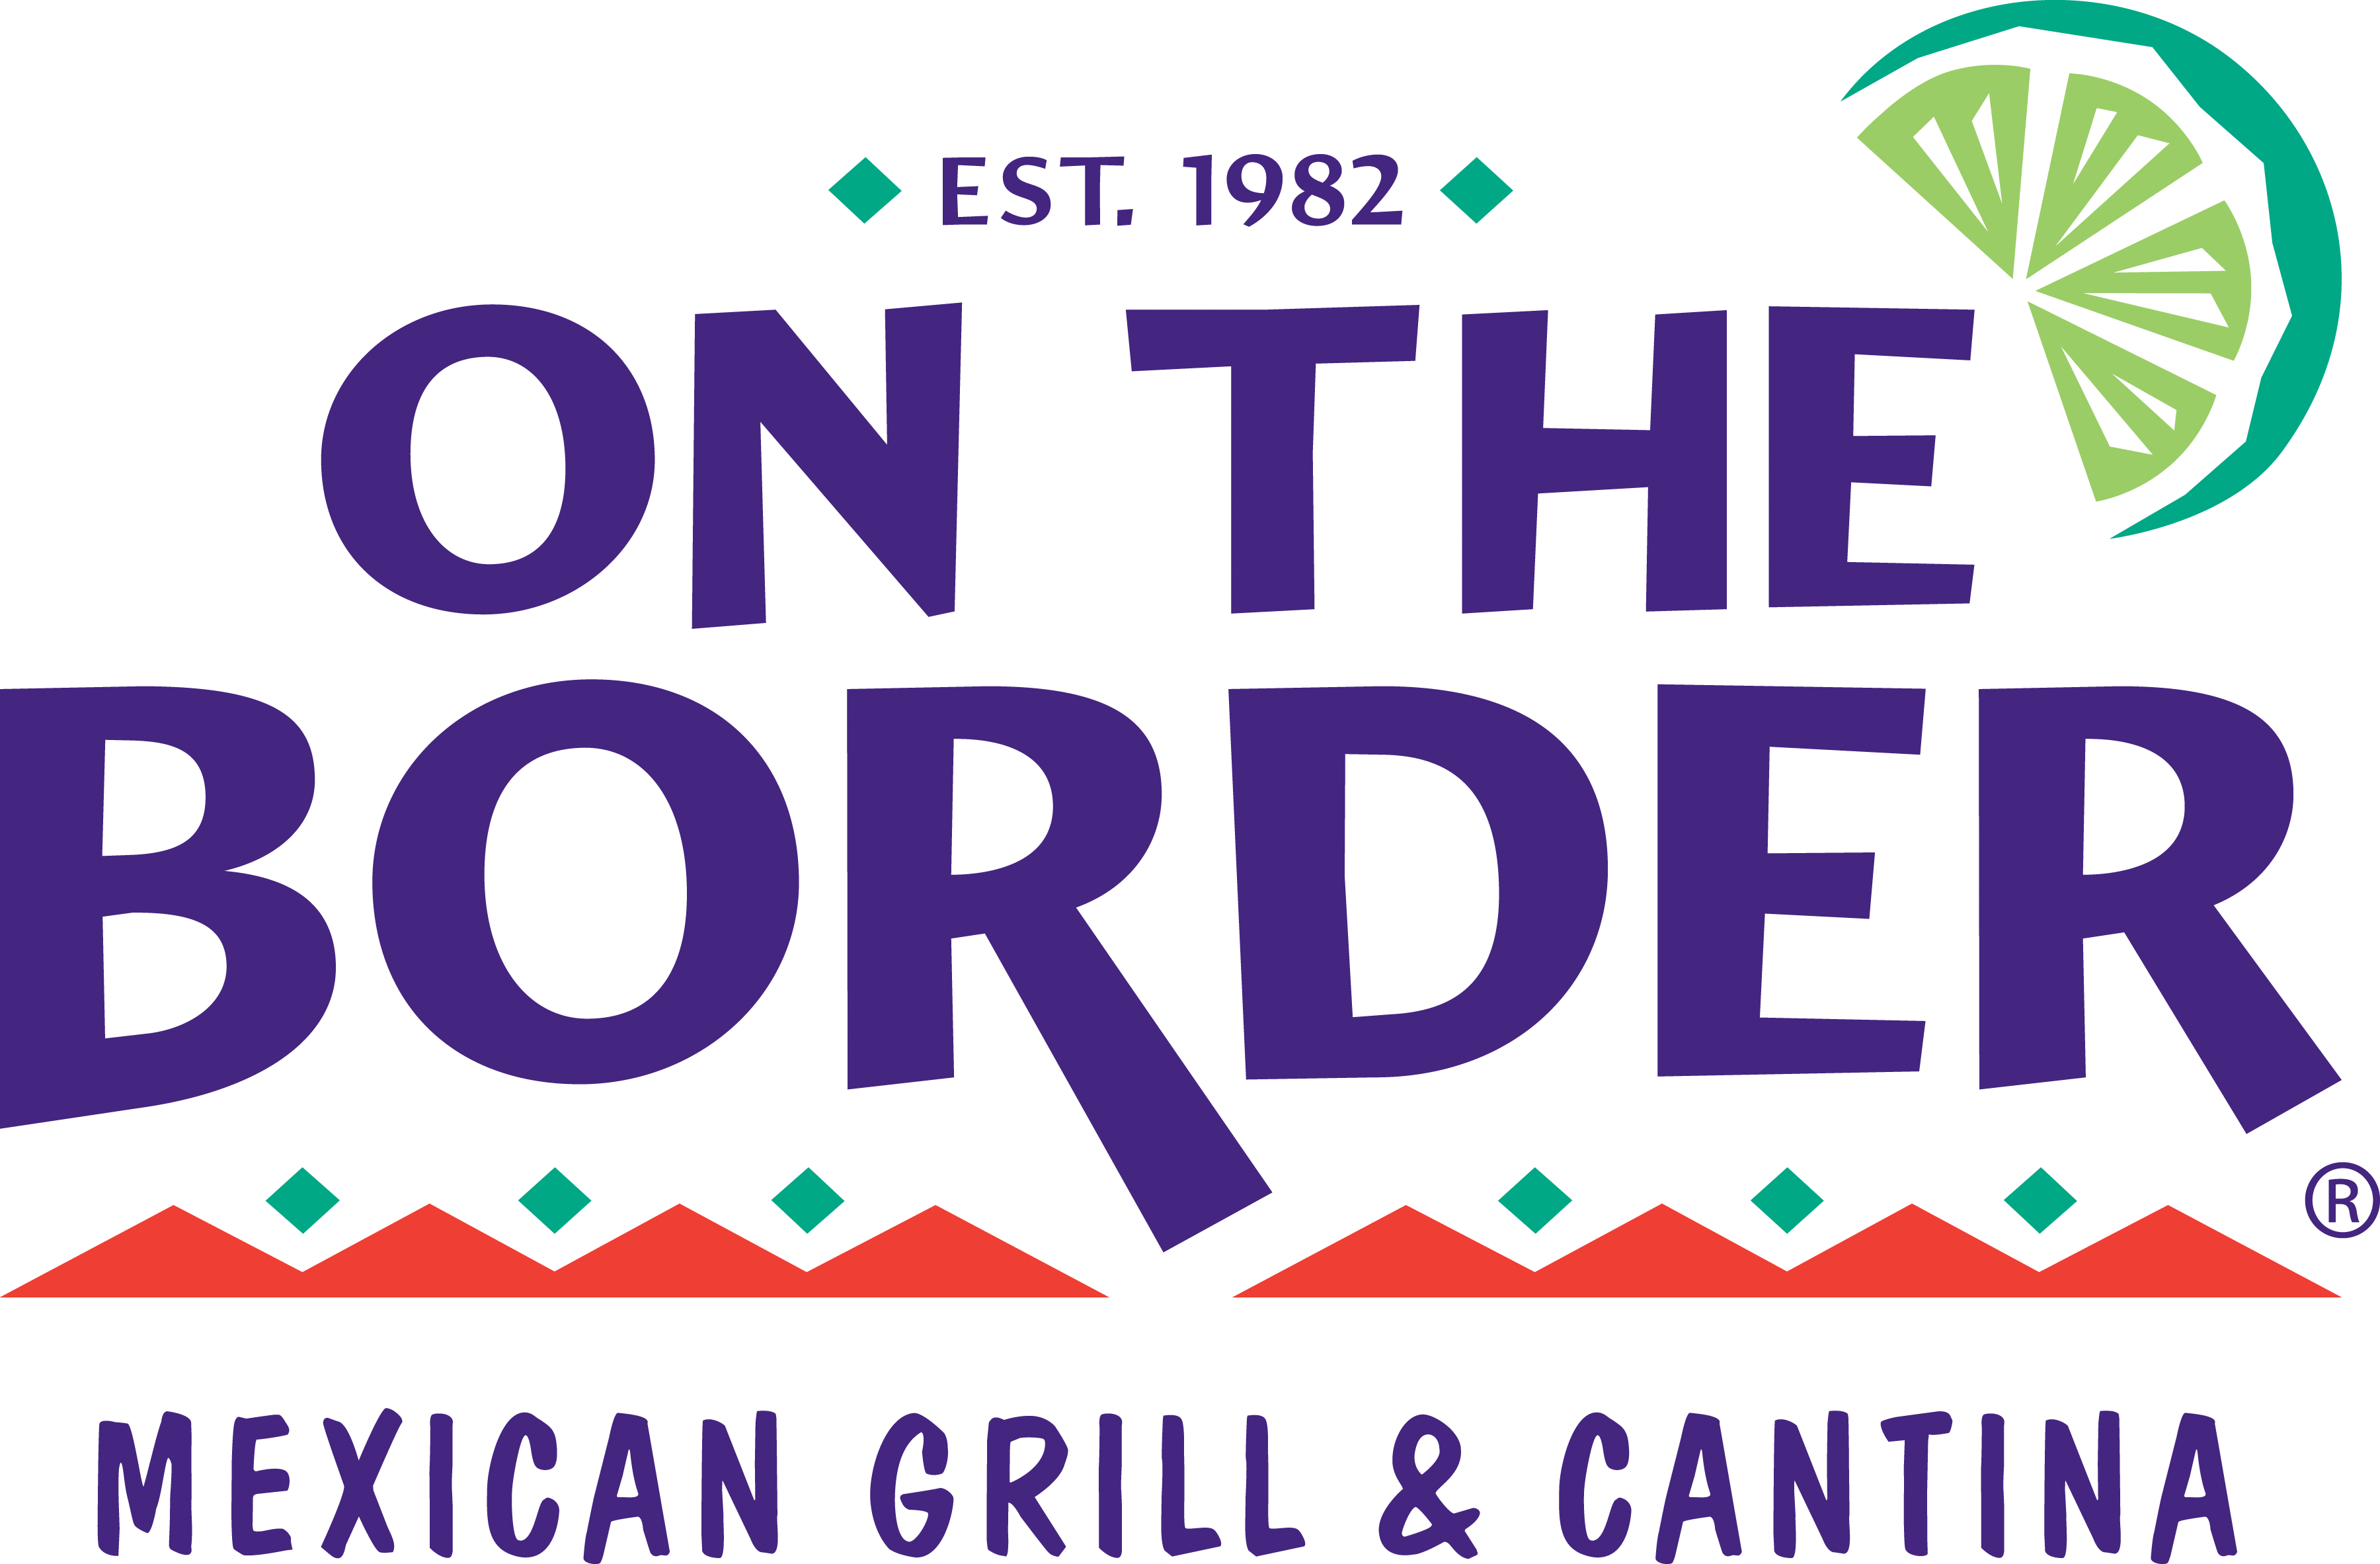 EST. 1982
ON THE
BORDER
®
MEXICAN GRILL & CANTINA